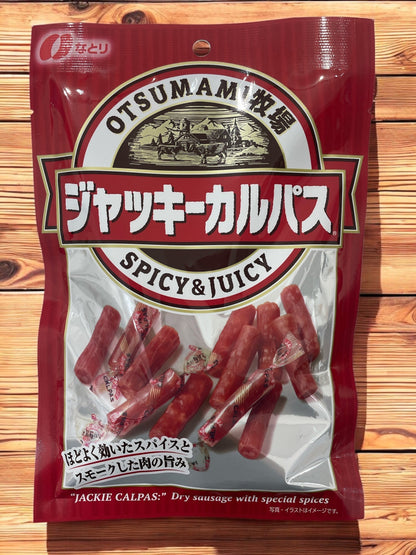 なとり
OTSUMAMI牧場
ジャッキーカルパス®
SPICY&JUICY
ほどよく効いたスパイスと
スモークした肉の旨み
"JACKIE CALPAS:" Dry sausage with special spices
写真・イラストはイメージです。